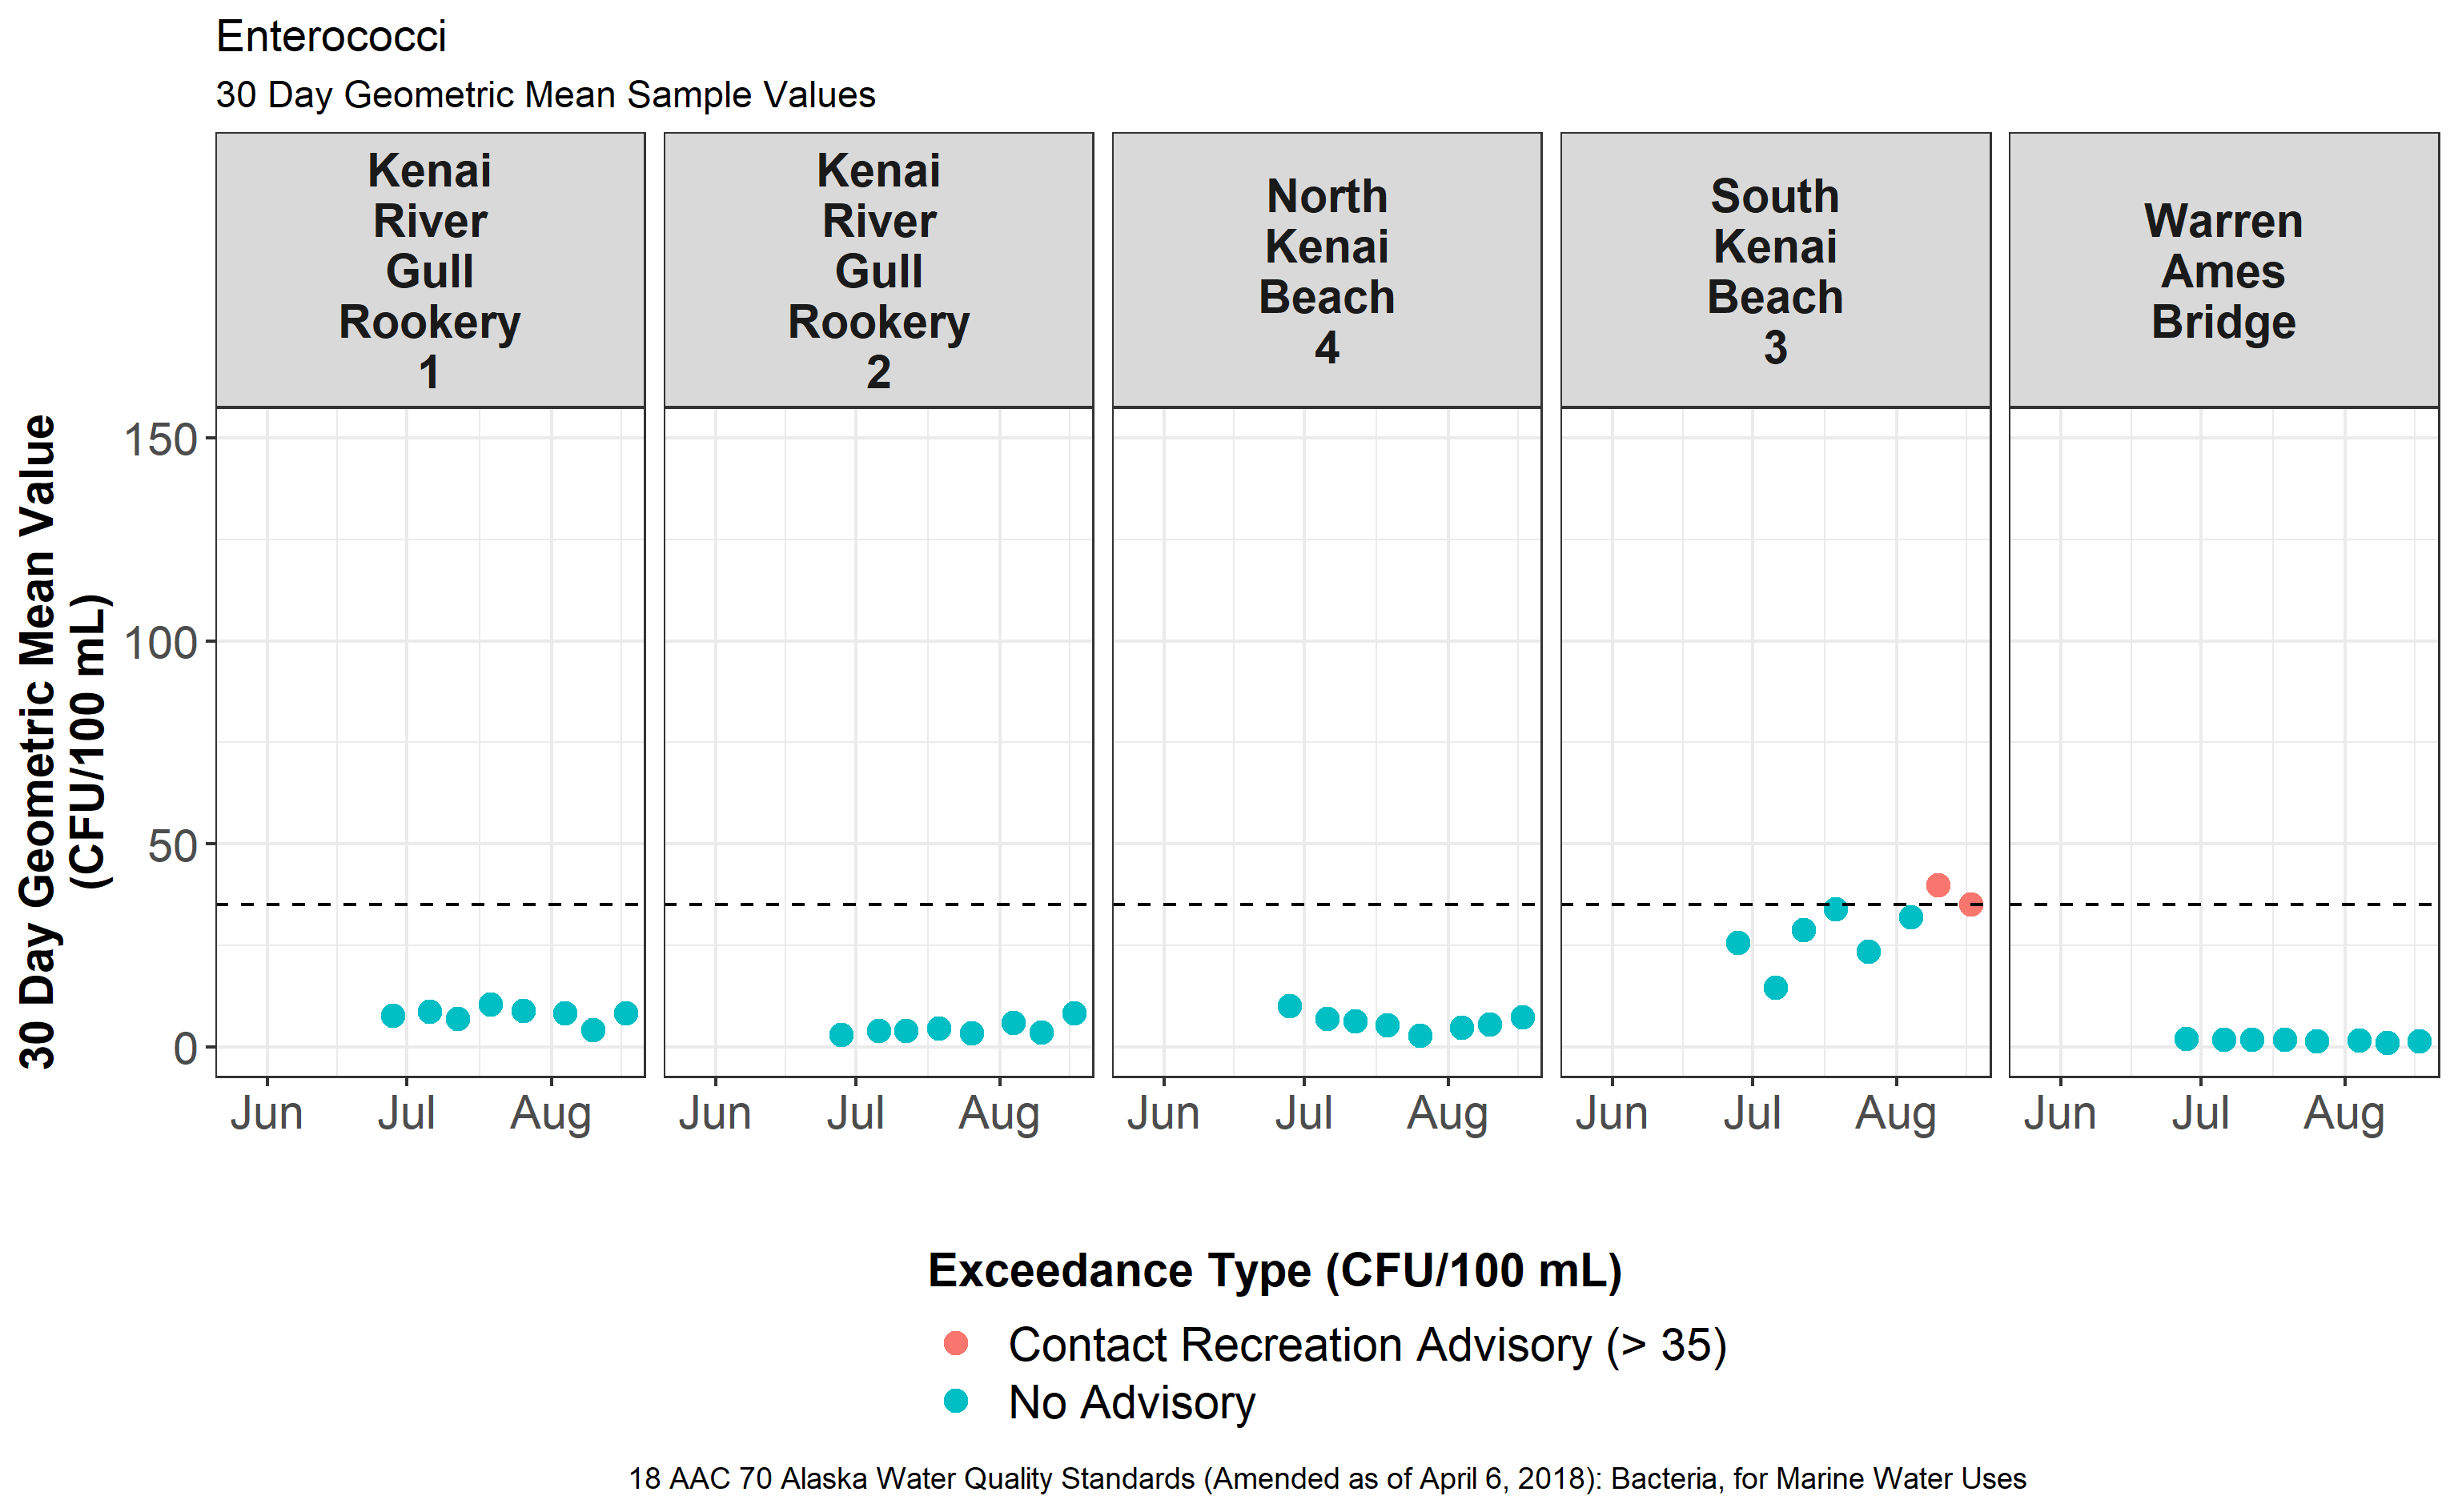 Enterococci
30 Day Geometric Mean Sample Values
Kenai
River
Gull
Rookery
1
Kenai
River
Gull
Rookery
2
North
Kenai
Beach
4
South
Kenai
Beach
3
Warren
Ames
Bridge
30 Day Geometric Mean Value
(CFU/100 mL)
150
100
50
0
Jun Jul Aug
Jun Jul Aug
Jun Jul Aug
Jun Jul Aug
Jun Jul Aug
Exceedance Type (CFU/100 mL)
Contact Recreation Advisory (> 35)
No Advisory
18 AAC 70 Alaska Water Quality Standards (Amended as of April 6, 2018): Bacteria, for Marine Water Uses